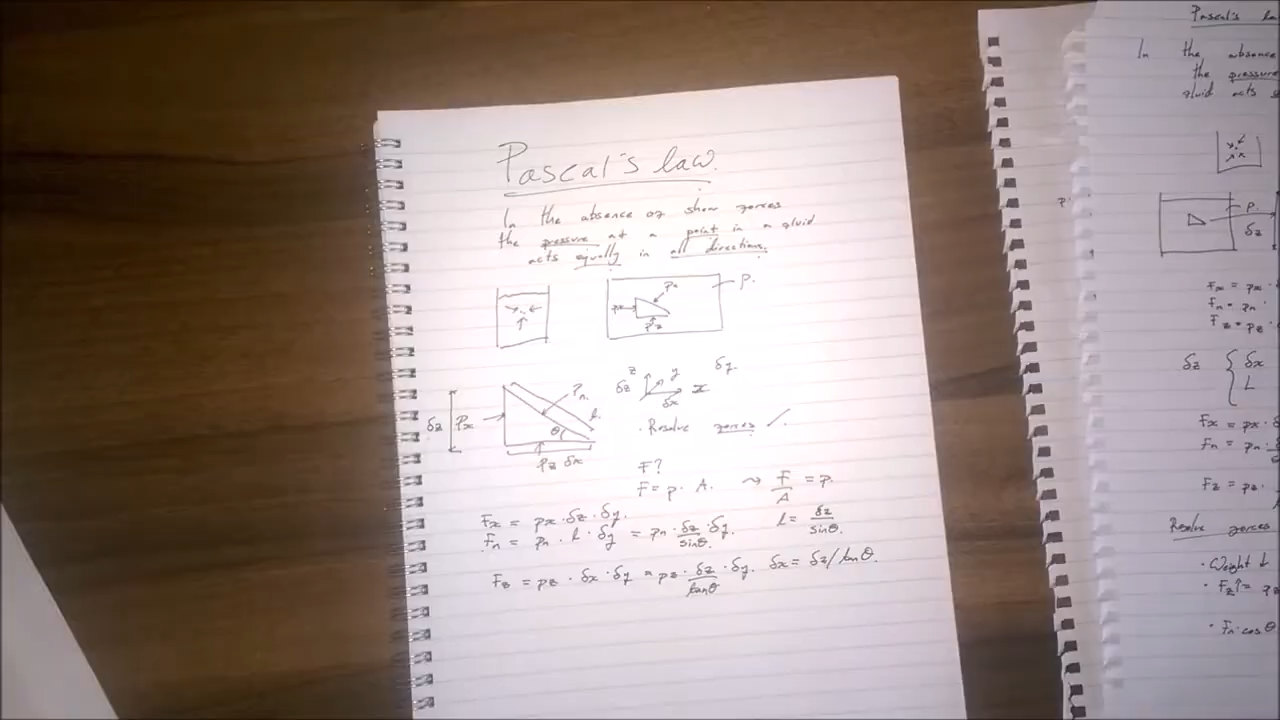 Pascal's law.
In the absence of shear forces
the pressure at a point in a fluid
acts equally in all directions.
px
pn
pz
P.
δz
Px
Pn
θ
l
Pz δx
z
y
x
δz
δx
δy
· Resolve forces ✓.
F?
F = p · A. ⇝ F/A = p.
Fx = px · δz · δy.
Fn = pn · l · δy = pn · δz/sinθ · δy. l = δz/sinθ.
Fz = pz · δx · δy = pz · δz/tanθ · δy. δx = δz/tanθ.
Pascal's la
In the absence
the pressure
fluid acts
P.
δz
Fx = px ·
Fn = pn ·
Fz = pz ·
δz { δx
L
Fx = px · δ
Fn = pn ·
Fz = pz ·
Resolve forces
· Weight ↓
· Fz↑ = pz
· Fn · cos θ